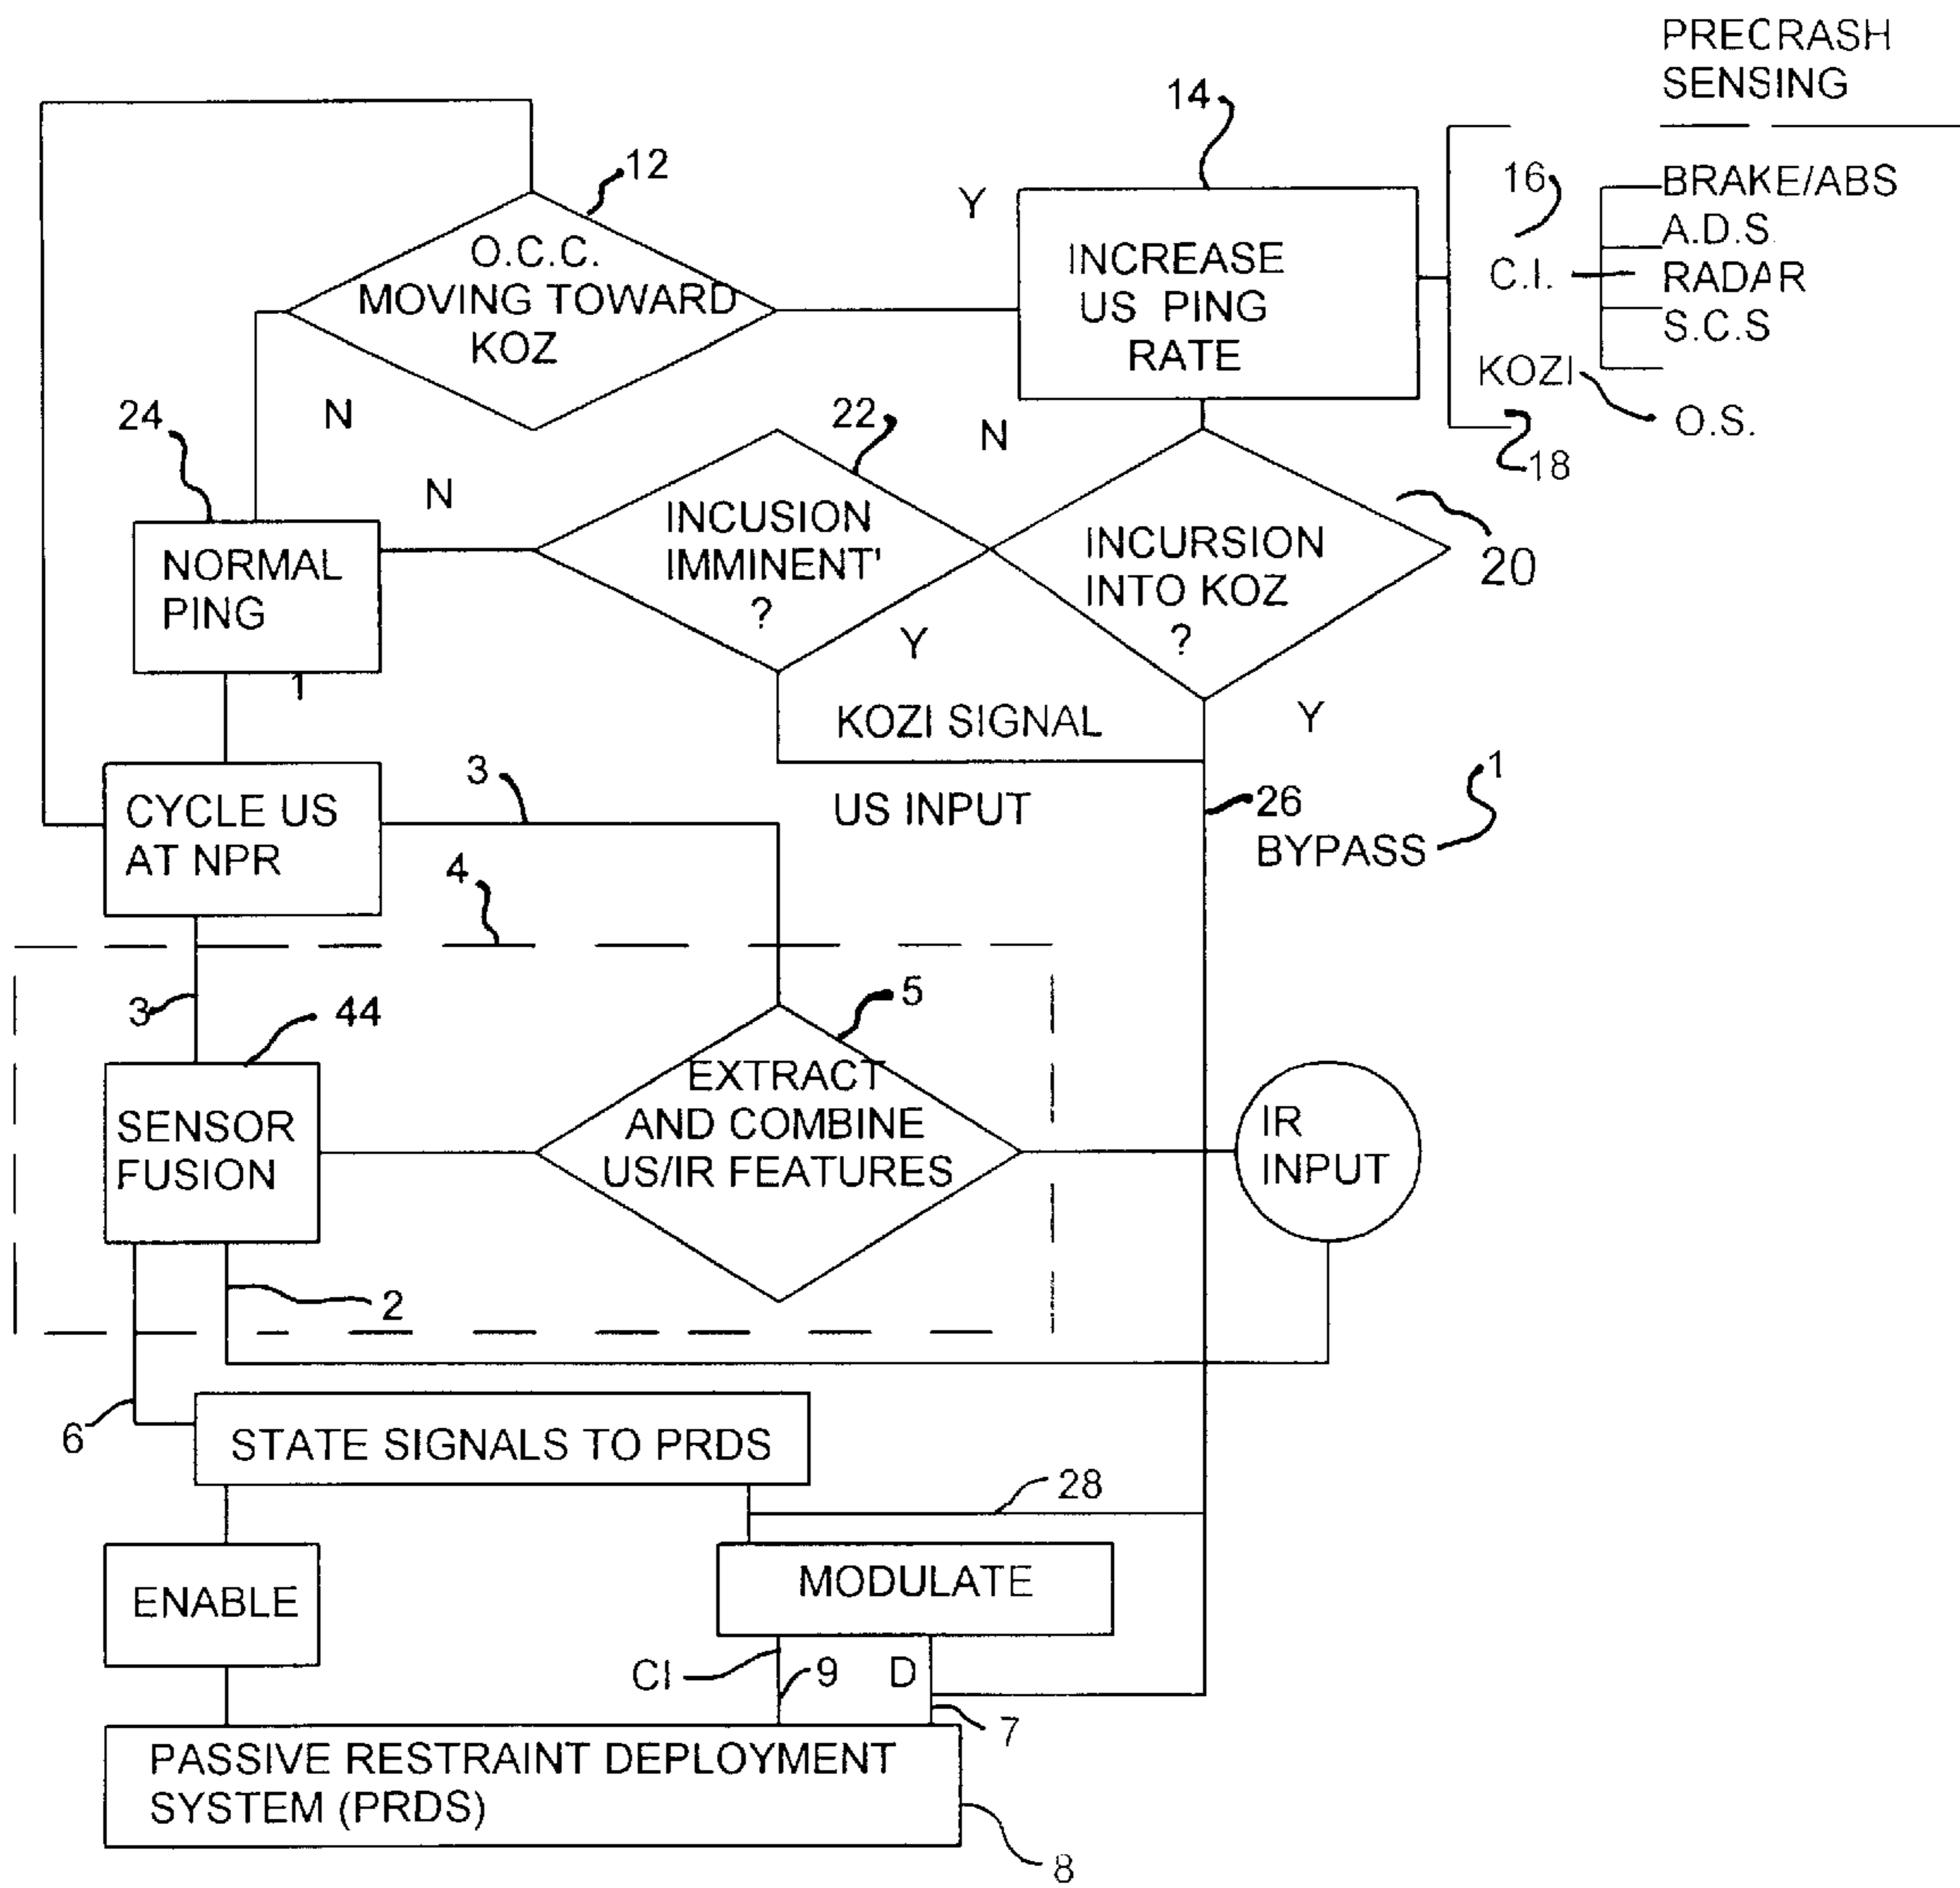 PRECRASH
SENSING
14
12
16
BRAKE/ABS
A.D.S.
C.I.
RADAR
S.C.S
KOZI
O.S.
18
Y
O.C.C.
MOVING TOWARD
KOZ
INCREASE
US PING
RATE
N
24
N
22
N
NORMAL
PING
1
INCUSION
IMMINENT'
?
INCURSION
INTO KOZ
?
20
Y
Y
KOZI SIGNAL
3
US INPUT
26
BYPASS
1
CYCLE US
AT NPR
4
3
44
5
EXTRACT
AND COMBINE
US/IR FEATURES
SENSOR
FUSION
IR
INPUT
2
6
STATE SIGNALS TO PRDS
28
ENABLE
MODULATE
CI
9
D
7
PASSIVE RESTRAINT DEPLOYMENT
SYSTEM (PRDS)
8